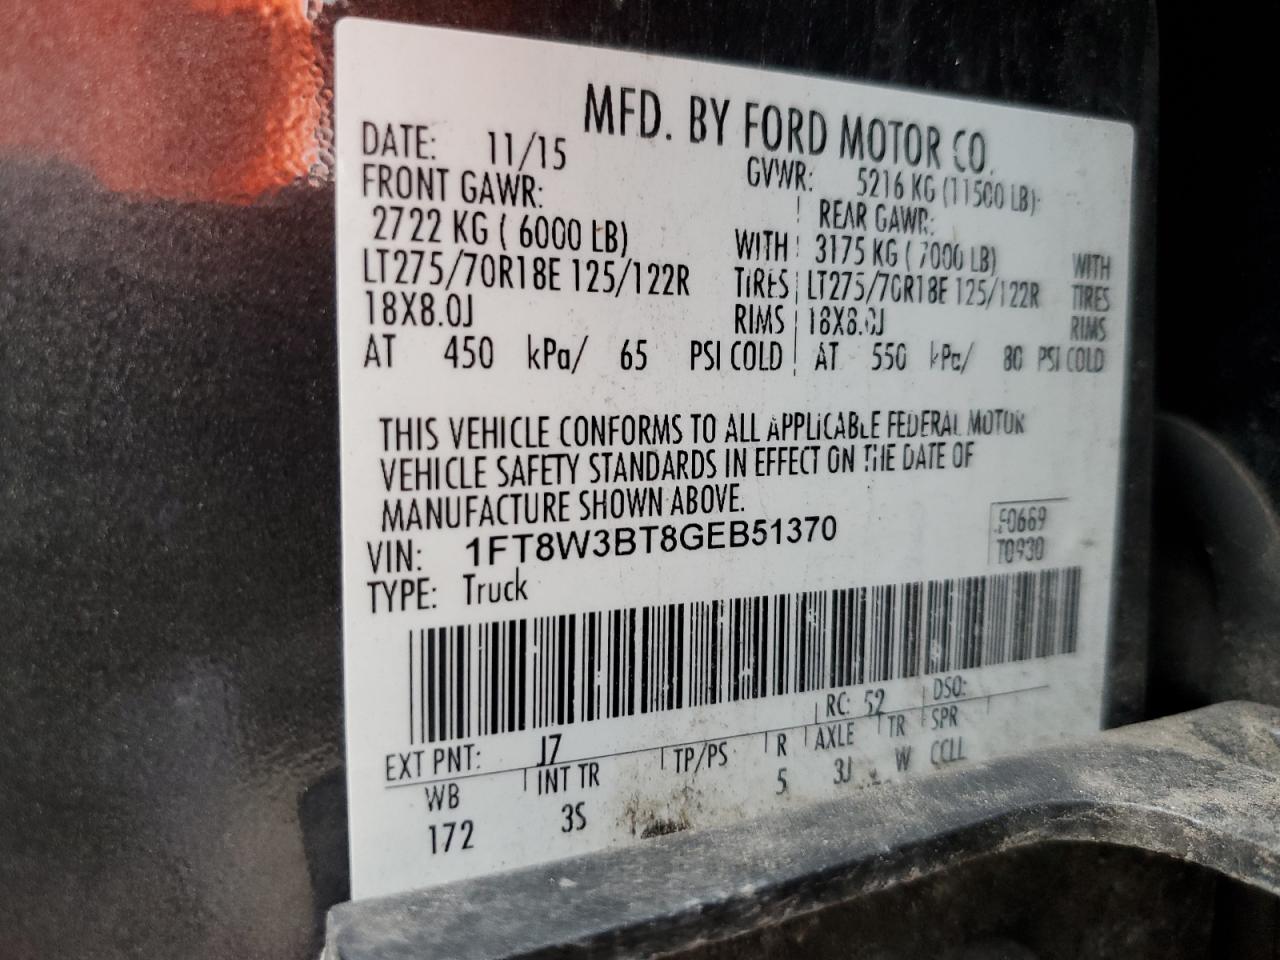 MFD. BY FORD MOTOR CO.
DATE: 11/15 GVWR: 5216 KG (11500 LB)
FRONT GAWR: REAR GAWR:
2722 KG ( 6000 LB) WITH 3175 KG ( 7000 LB) WITH
LT275/70R18E 125/122R TIRES LT275/70R18E 125/122R TIRES
18X8.0J RIMS 18X8.0J RIMS
AT 450 kPa/ 65 PSI COLD AT 550 kPa/ 80 PSI COLD
THIS VEHICLE CONFORMS TO ALL APPLICABLE FEDERAL MOTOR
VEHICLE SAFETY STANDARDS IN EFFECT ON THE DATE OF
MANUFACTURE SHOWN ABOVE.
VIN: 1FT8W3BT8GEB51370
F0669
T0930
TYPE: Truck
EXT PNT: J7 RC: 52 DSO:
WB INT TR TP/PS R AXLE TR SPR
172 3S 5 3J W